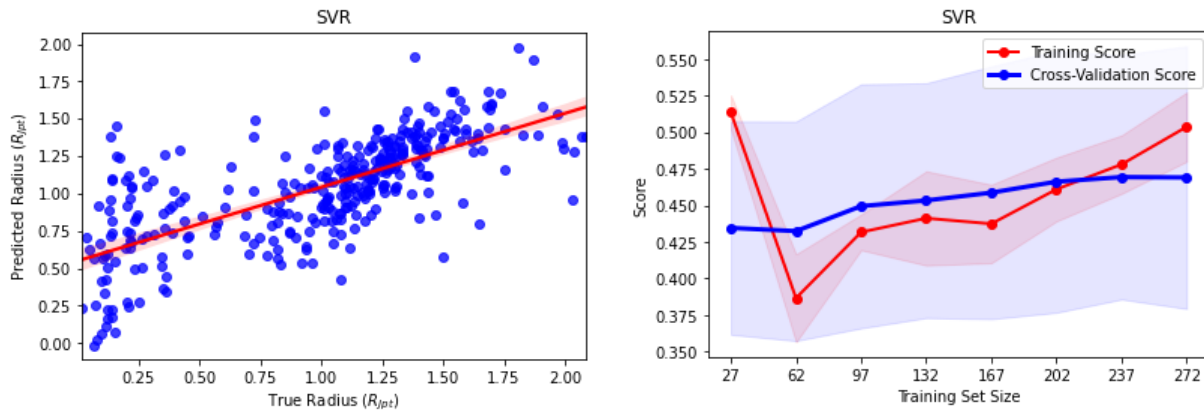 SVR
2.00
1.75
1.50
1.25
1.00
0.75
0.50
0.25
0.00
Predicted Radius (R_Jpt)
0.25 0.50 0.75 1.00 1.25 1.50 1.75 2.00
True Radius (R_Jpt)
SVR
Training Score
Cross-Validation Score
0.550
0.525
0.500
0.475
0.450
0.425
0.400
0.375
0.350
Score
27 62 97 132 167 202 237 272
Training Set Size